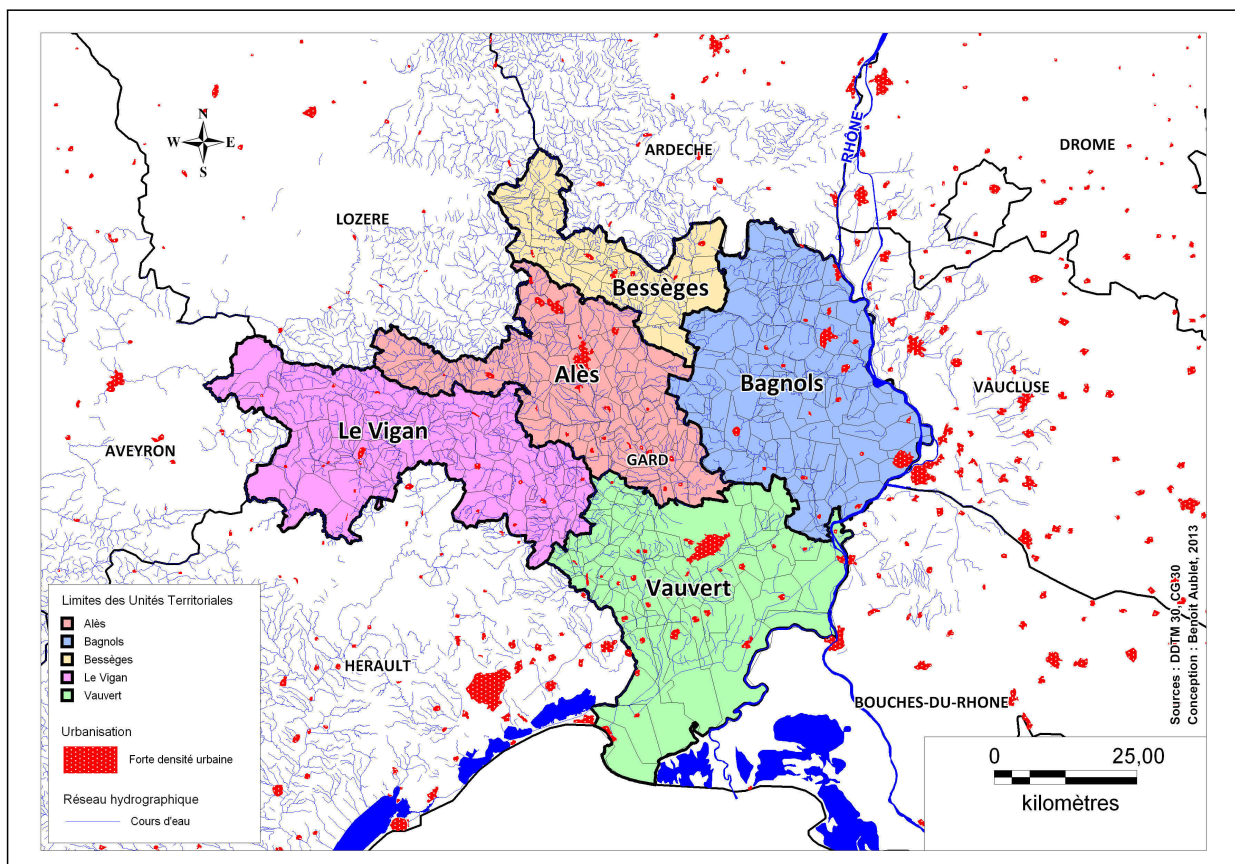 N
W E
S
RHÔNE
DROME
ARDECHE
LOZERE
Bessèges
Alès
Bagnols
VAUCLUSE
Le Vigan
AVEYRON
GARD
Vauvert
HERAULT
BOUCHES-DU-RHONE
Limites des Unités Territoriales
Alès
Bagnols
Bessèges
Le Vigan
Vauvert
Urbanisation
Forte densité urbaine
Réseau hydrographique
Cours d'eau
Sources : DDTM 30, CG 30
Conception : Benoît Aublet, 2013
0 25,00
kilomètres